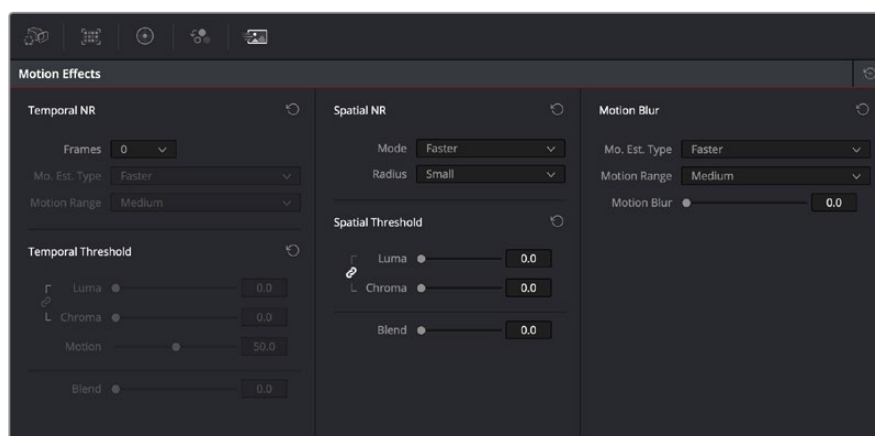 Motion Effects
Temporal NR
Frames 0
Mo. Est. Type Faster
Motion Range Medium
Temporal Threshold
Luma 0.0
Chroma 0.0
Motion 50.0
Blend 0.0
Spatial NR
Mode Faster
Radius Small
Spatial Threshold
Luma 0.0
Chroma 0.0
Blend 0.0
Motion Blur
Mo. Est. Type Faster
Motion Range Medium
Motion Blur 0.0